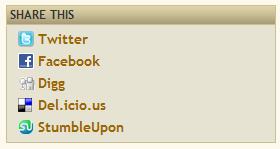 SHARE THIS
Twitter
Facebook
Digg
Del.icio.us
StumbleUpon